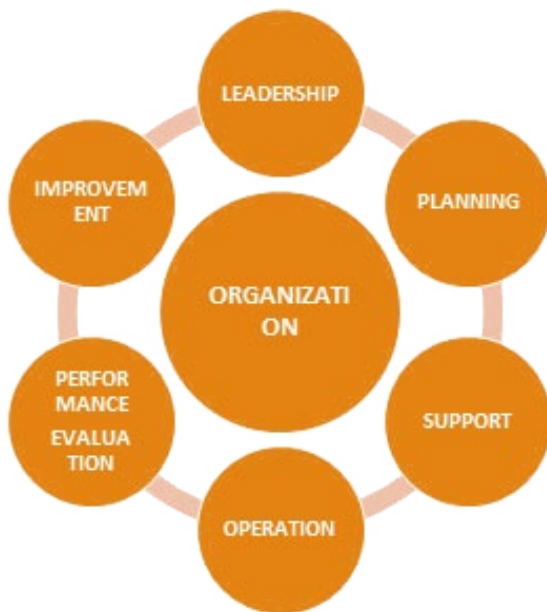 LEADERSHIP
PLANNING
SUPPORT
OPERATION
PERFOR
MANCE
EVALUA
TION
IMPROVEM
ENT
ORGANIZATI
ON